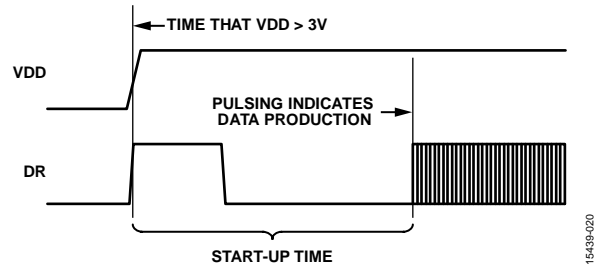 TIME THAT VDD > 3V
VDD
PULSING INDICATES
DATA PRODUCTION
DR
START-UP TIME
15439-020